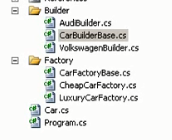 Builder
AudiBuilder.cs
CarBuilderBase.cs
VolkswagenBuilder.cs
Factory
CarFactoryBase.cs
CheapCarFactory.cs
LuxuryCarFactory.cs
Car.cs
Program.cs